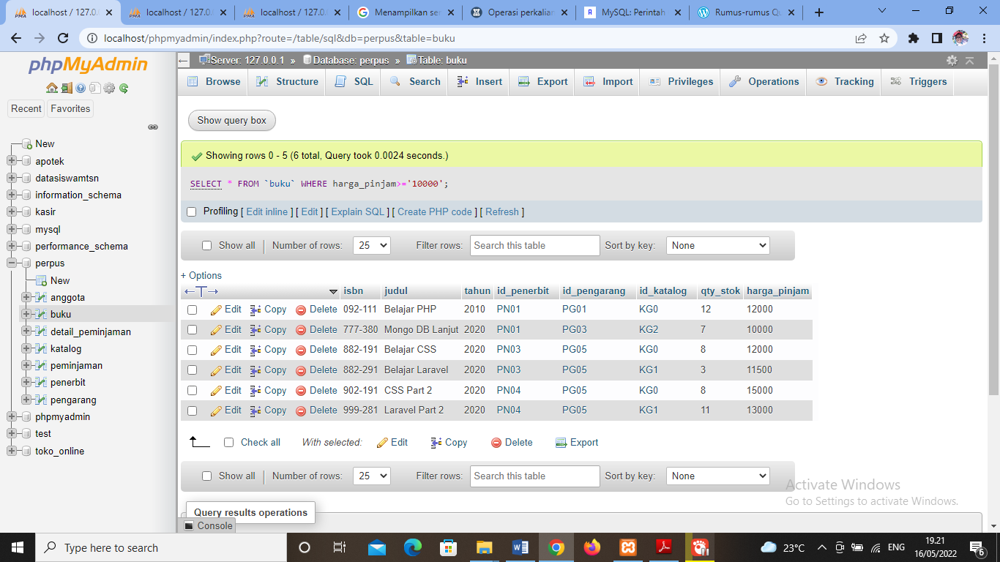 localhost / 127.0. localhost / 127.0. localhost / 127.0. Menampilkan se Operasi perkalia MySQL: Perintah Rumus-rumus Qu
localhost/phpmyadmin/index.php?route=/table/sql&db=perpus&table=buku
phpMyAdmin
Recent Favorites
New
apotek
datasiswamtsn
information_schema
kasir
mysql
performance_schema
perpus
New
anggota
buku
detail_peminjaman
katalog
peminjaman
penerbit
pengarang
phpmyadmin
test
toko_online
Server: 127.0.0.1 » Database: perpus » Table: buku
Browse Structure SQL Search Insert Export Import Privileges Operations Tracking Triggers
Show query box
Showing rows 0 - 5 (6 total, Query took 0.0024 seconds.)
SELECT * FROM `buku` WHERE harga_pinjam>='10000';
Profiling [ Edit inline ] [ Edit ] [ Explain SQL ] [ Create PHP code ] [ Refresh ]
Show all Number of rows: 25 Filter rows: Search this table Sort by key: None
+ Options
isbn judul tahun id_penerbit id_pengarang id_katalog qty_stok harga_pinjam
Edit Copy Delete 092-111 Belajar PHP 2010 PN01 PG01 KG0 12 12000
Edit Copy Delete 777-380 Mongo DB Lanjut 2020 PN01 PG03 KG2 7 10000
Edit Copy Delete 882-191 Belajar CSS 2020 PN03 PG05 KG0 8 12000
Edit Copy Delete 882-291 Belajar Laravel 2020 PN03 PG05 KG1 3 11500
Edit Copy Delete 902-191 CSS Part 2 2020 PN04 PG05 KG0 8 15000
Edit Copy Delete 999-281 Laravel Part 2 2020 PN04 PG05 KG1 11 13000
Check all With selected: Edit Copy Delete Export
Show all Number of rows: 25 Filter rows: Search this table Sort by key: None
Query results operations
Console
Activate Windows
Go to Settings to activate Windows.
Type here to search
23°C ENG 19.21
16/05/2022
6